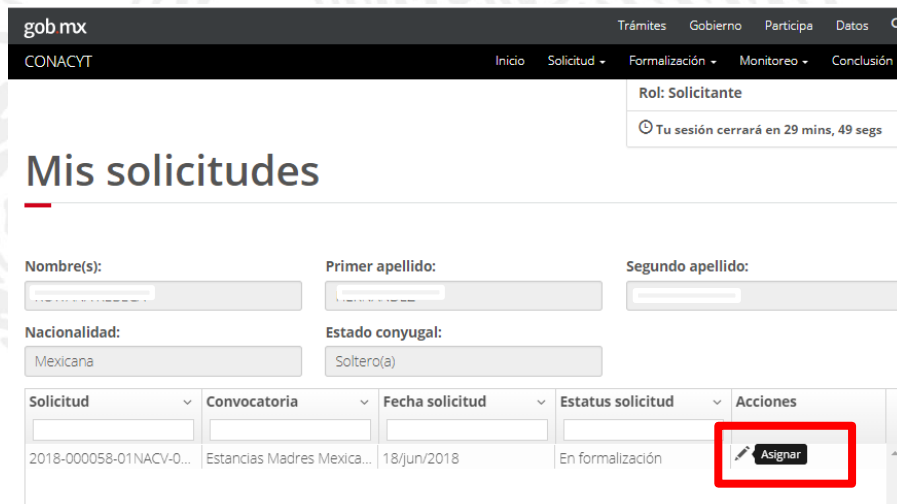 gob.mx Trámites Gobierno Participa Datos
CONACYT Inicio Solicitud Formalización Monitoreo Conclusión
Rol: Solicitante
Tu sesión cerrará en 29 mins, 49 segs
Mis solicitudes
Nombre(s): Primer apellido: Segundo apellido:
Nacionalidad: Estado conyugal:
Mexicana Soltero(a)
Solicitud Convocatoria Fecha solicitud Estatus solicitud Acciones
2018-000058-01NACV-0... Estancias Madres Mexica... 18/jun/2018 En formalización Asignar